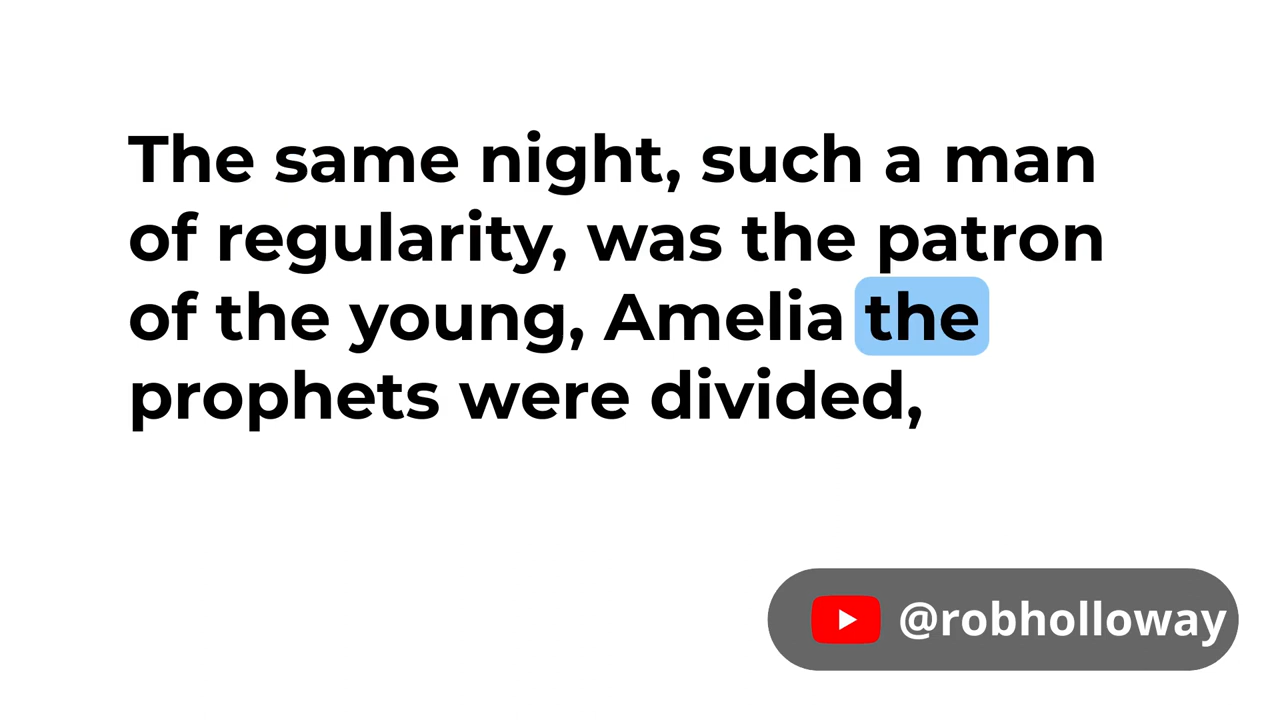 The same night, such a man
of regularity, was the patron
of the young, Amelia the
prophets were divided,
@robholloway